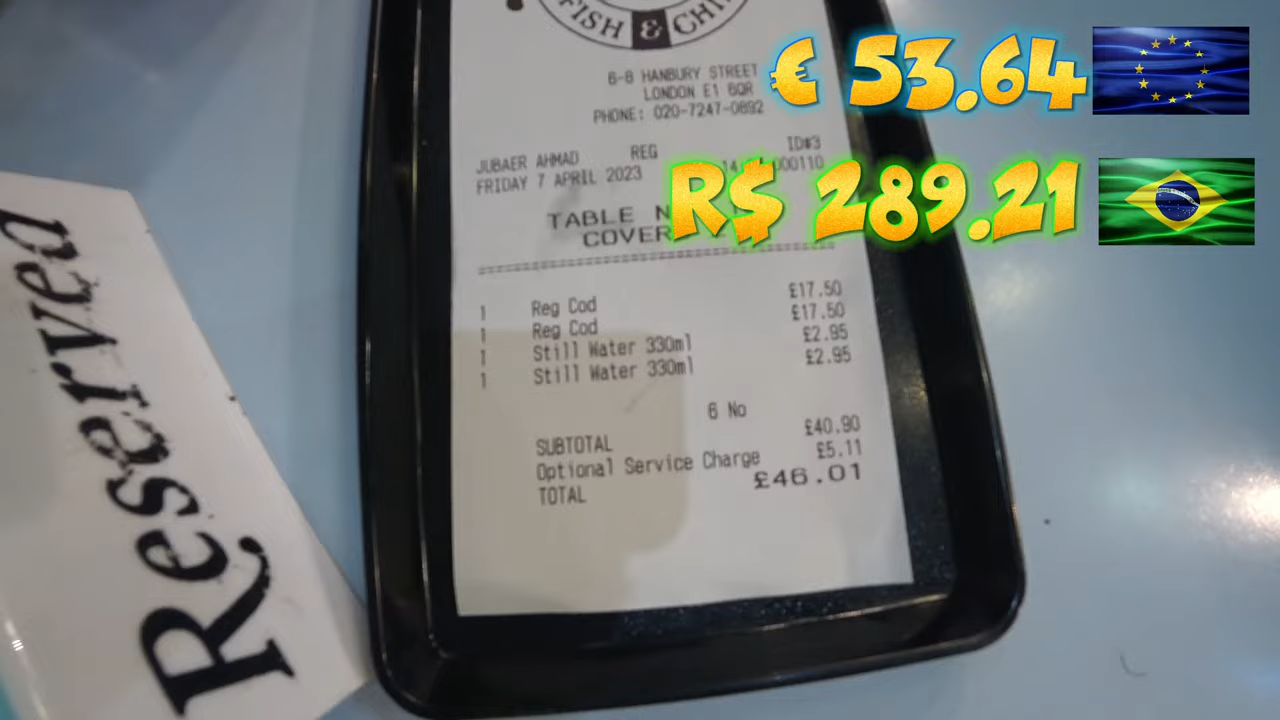 FISH & CHIP
6-8 HANBURY STREET
LONDON E1 6QR
PHONE: 020-7247-0892
JUBAER AHMAD REG ID#3
FRIDAY 7 APRIL 2023 000110
TABLE
COVER
1 Reg Cod £17.50
1 Reg Cod £17.50
1 Still Water 330ml £2.95
1 Still Water 330ml £2.95
6 No
SUBTOTAL £40.90
Optional Service Charge £5.11
TOTAL £46.01
€ 53.64
R$ 289.21
Reserved